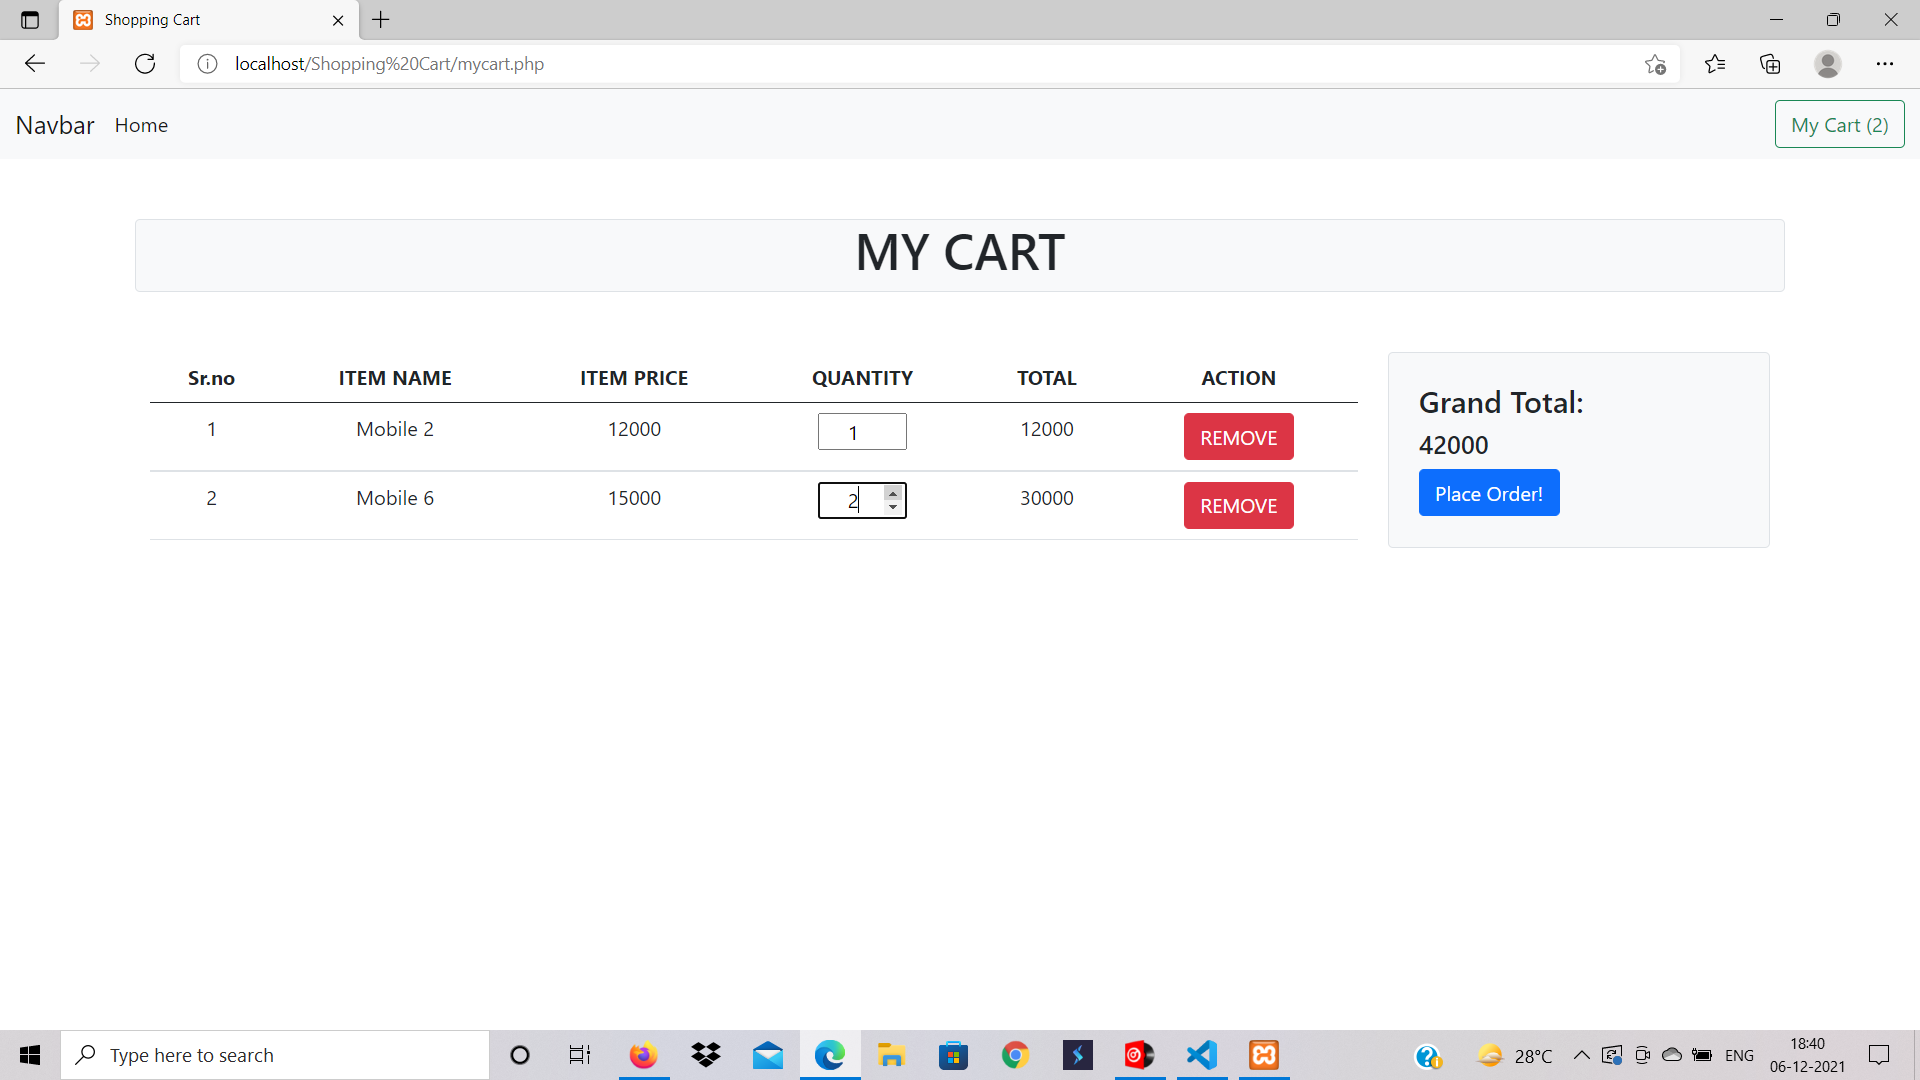 Shopping Cart
localhost/Shopping%20Cart/mycart.php
Navbar Home My Cart (2)
MY CART
Sr.no ITEM NAME ITEM PRICE QUANTITY TOTAL ACTION
1 Mobile 2 12000 1 12000 REMOVE
2 Mobile 6 15000 2 30000 REMOVE
Grand Total:
42000
Place Order!
Type here to search
28°C
ENG
18:40
06-12-2021